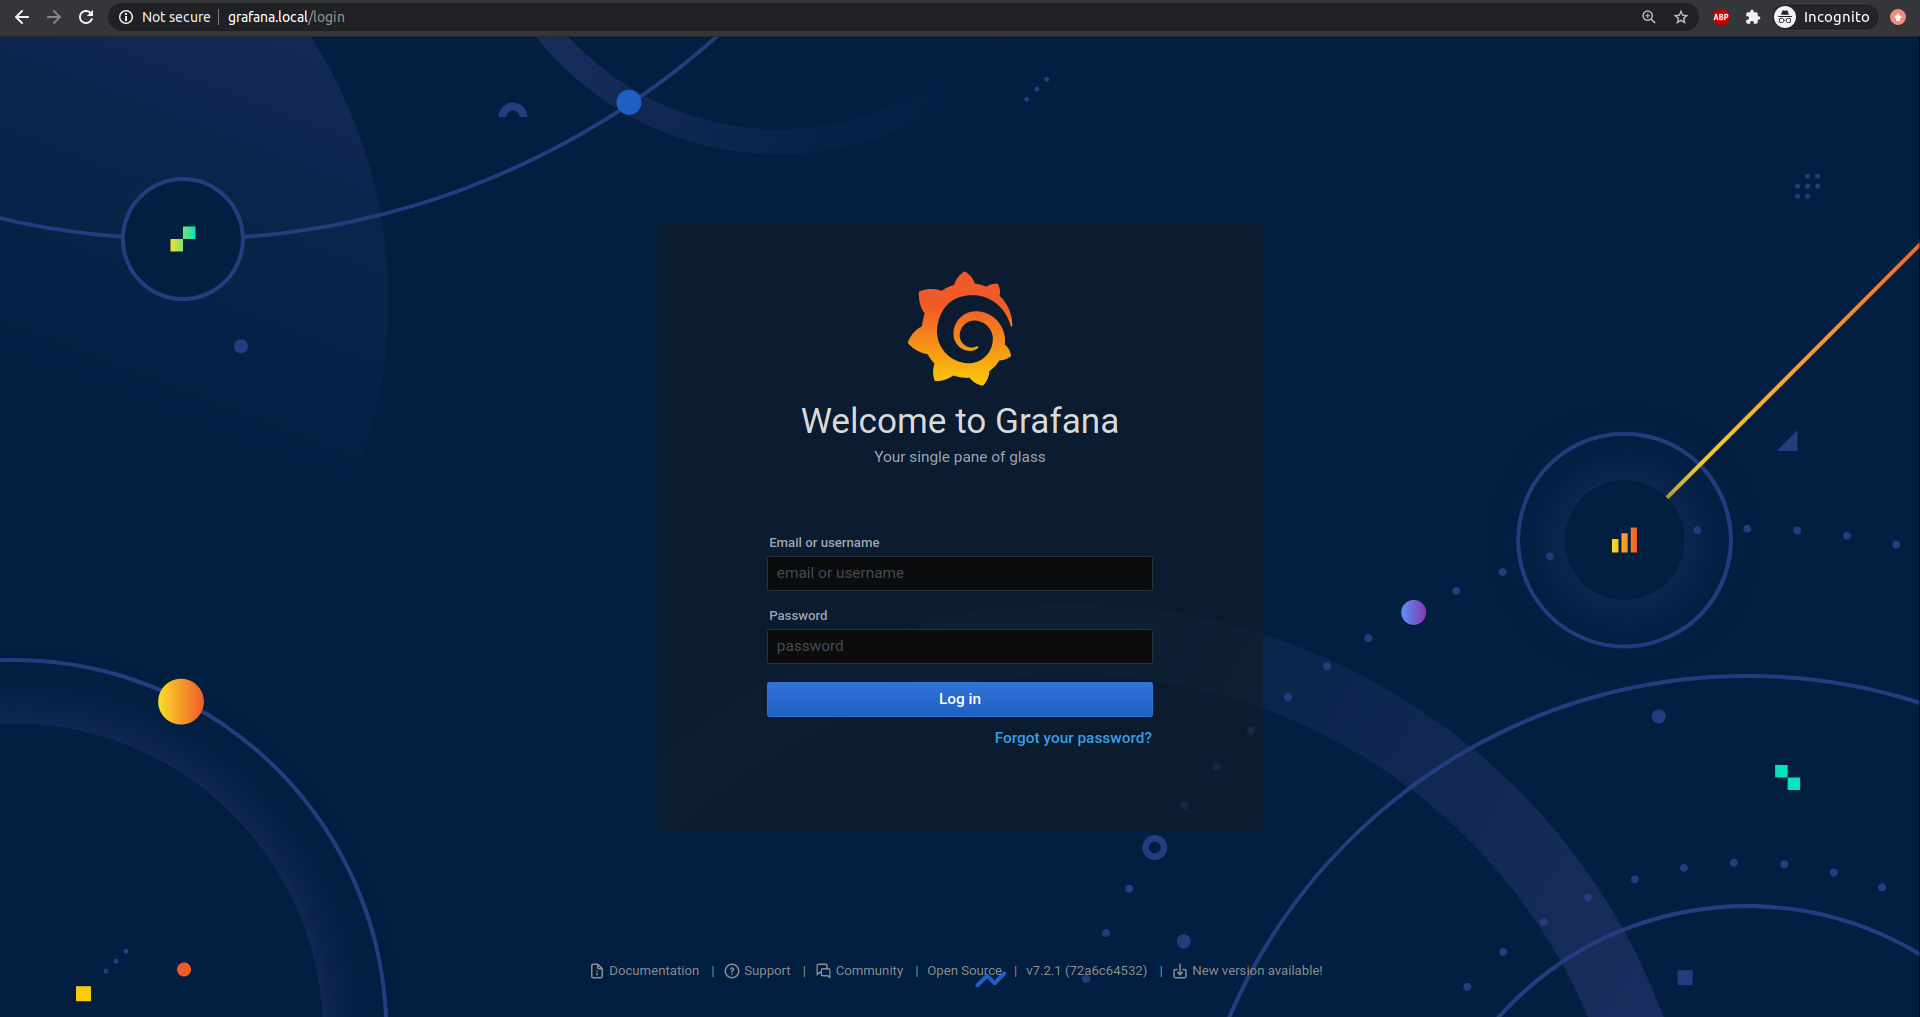 Not secure | grafana.local/login
ABP
Incognito
Welcome to Grafana
Your single pane of glass
Email or username
email or username
Password
password
Log in
Forgot your password?
Documentation | Support | Community | Open Source | v7.2.1 (72a6c64532) | New version available!